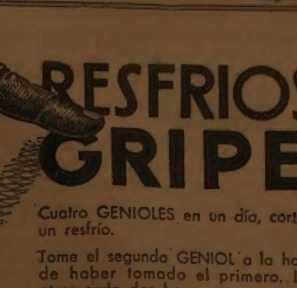 RESFRIOS
GRIPE
Cuatro GENIOLES en un día, cort
un resfrío.
Tome el segundo GENIOL a la ho
de haber tomado el primero.